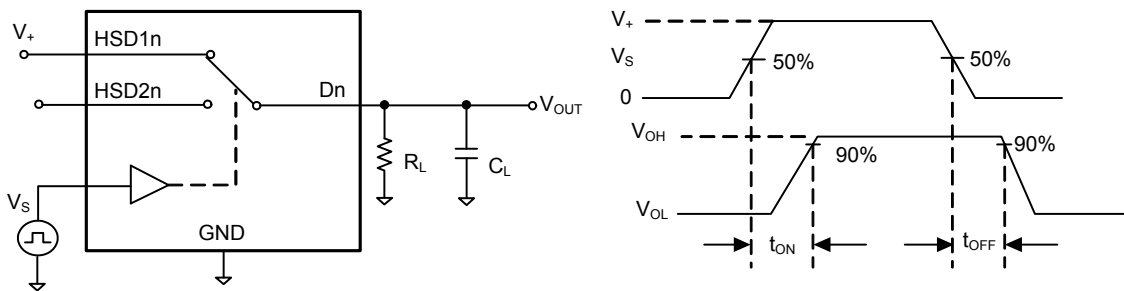 V+
HSD1n
HSD2n
Dn
VOUT
RL
CL
VS
GND
V+
VS
0
50%
50%
VOH
90%
90%
VOL
tON
tOFF